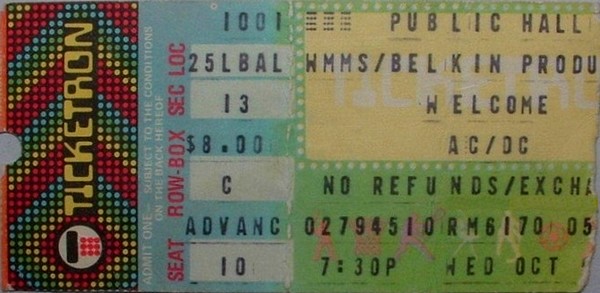 TICKETRON
ADMIT ONE— SUBJECT TO THE CONDITIONS
ON THE BACK HEREOF
SEAT ROW-BOX SEC LOC
1001
25LBAL
13
$8.00
C
ADVANC
10
PUBLIC HALL
WMMS/BELKIN PRODU
WELCOME
AC/DC
NO REFUNDS/EXCHA
02794510 RM6170 05
7:30P WED OCT